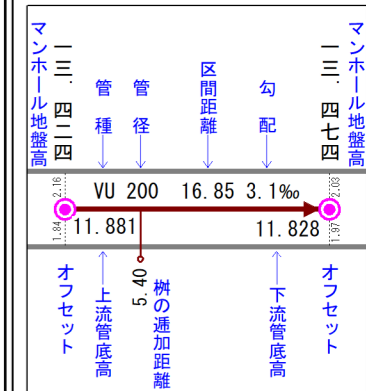 マンホール地盤高
一三.四二四
管種
管径
区間距離
勾配
一三.四七四
マンホール地盤高
1.84 2.16
VU 200 16.85 3.1‰
1.97 2.03
11.881
11.828
5.40
オフセット
上流管底高
桝の逓加距離
下流管底高
オフセット